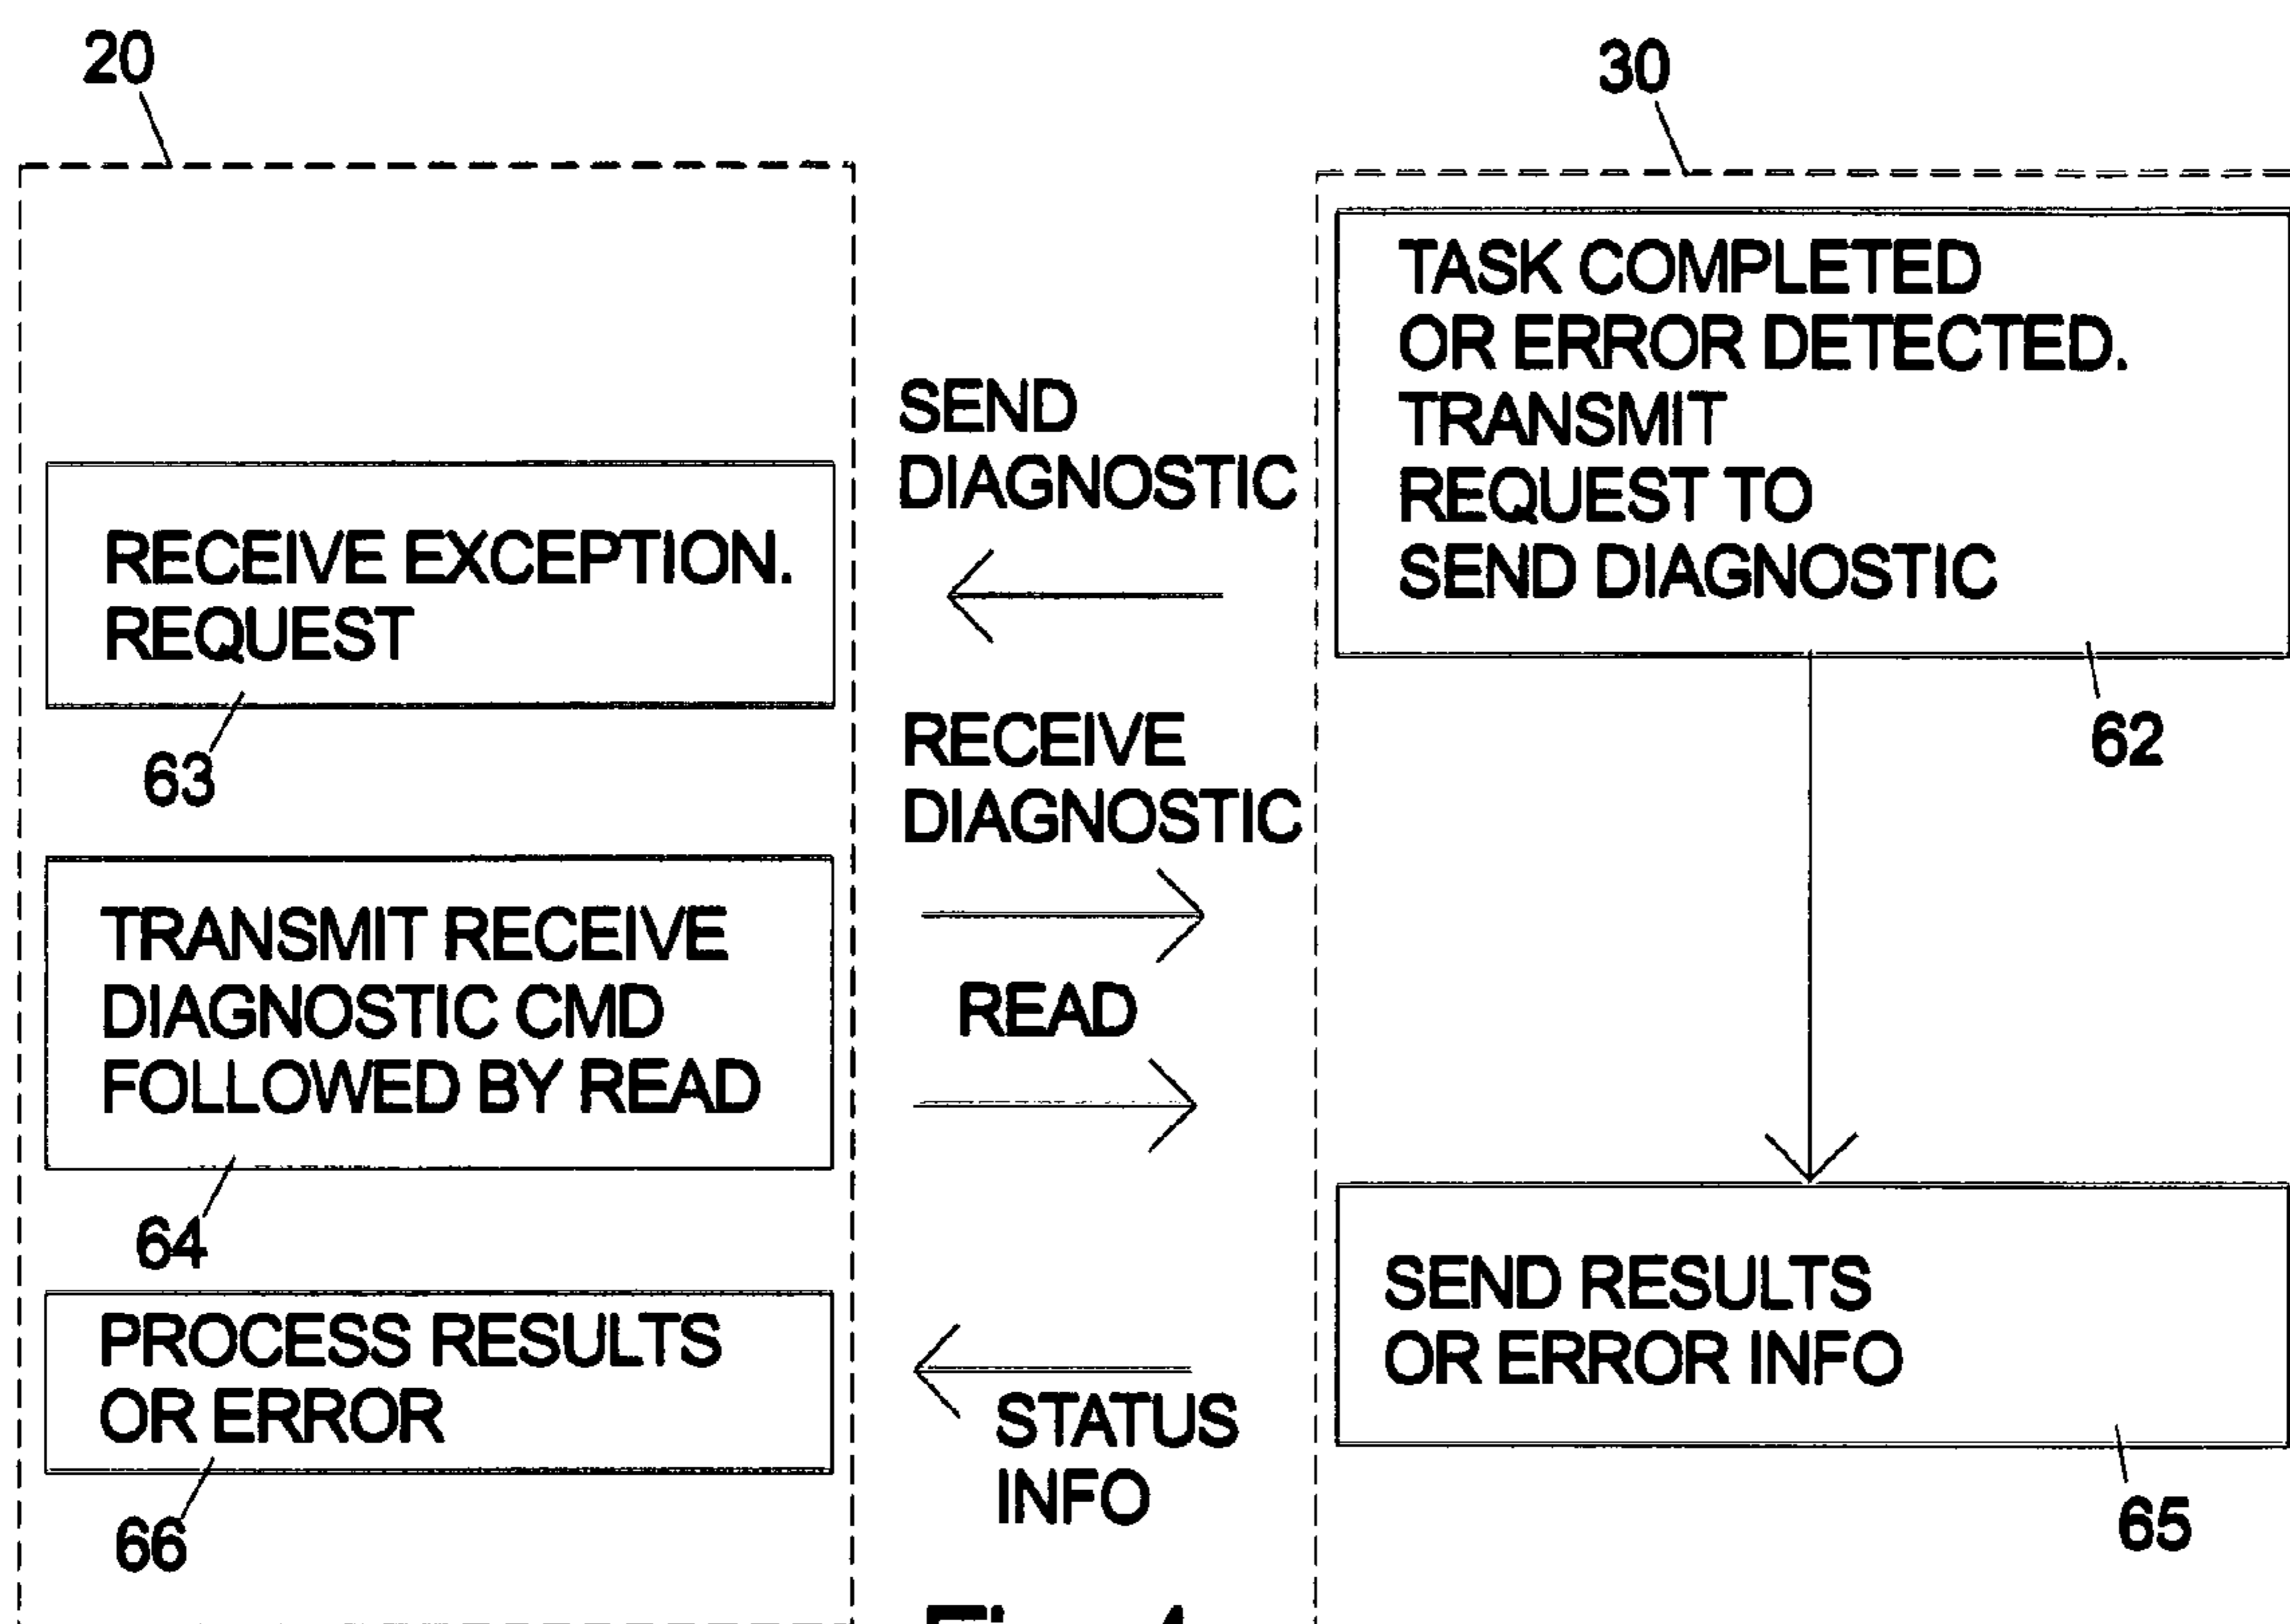 20
30
TASK COMPLETED
OR ERROR DETECTED.
TRANSMIT
REQUEST TO
SEND DIAGNOSTIC
62
SEND
DIAGNOSTIC
RECEIVE EXCEPTION.
REQUEST
63
RECEIVE
DIAGNOSTIC
TRANSMIT RECEIVE
DIAGNOSTIC CMD
FOLLOWED BY READ
64
READ
SEND RESULTS
OR ERROR INFO
65
PROCESS RESULTS
OR ERROR
66
STATUS
INFO